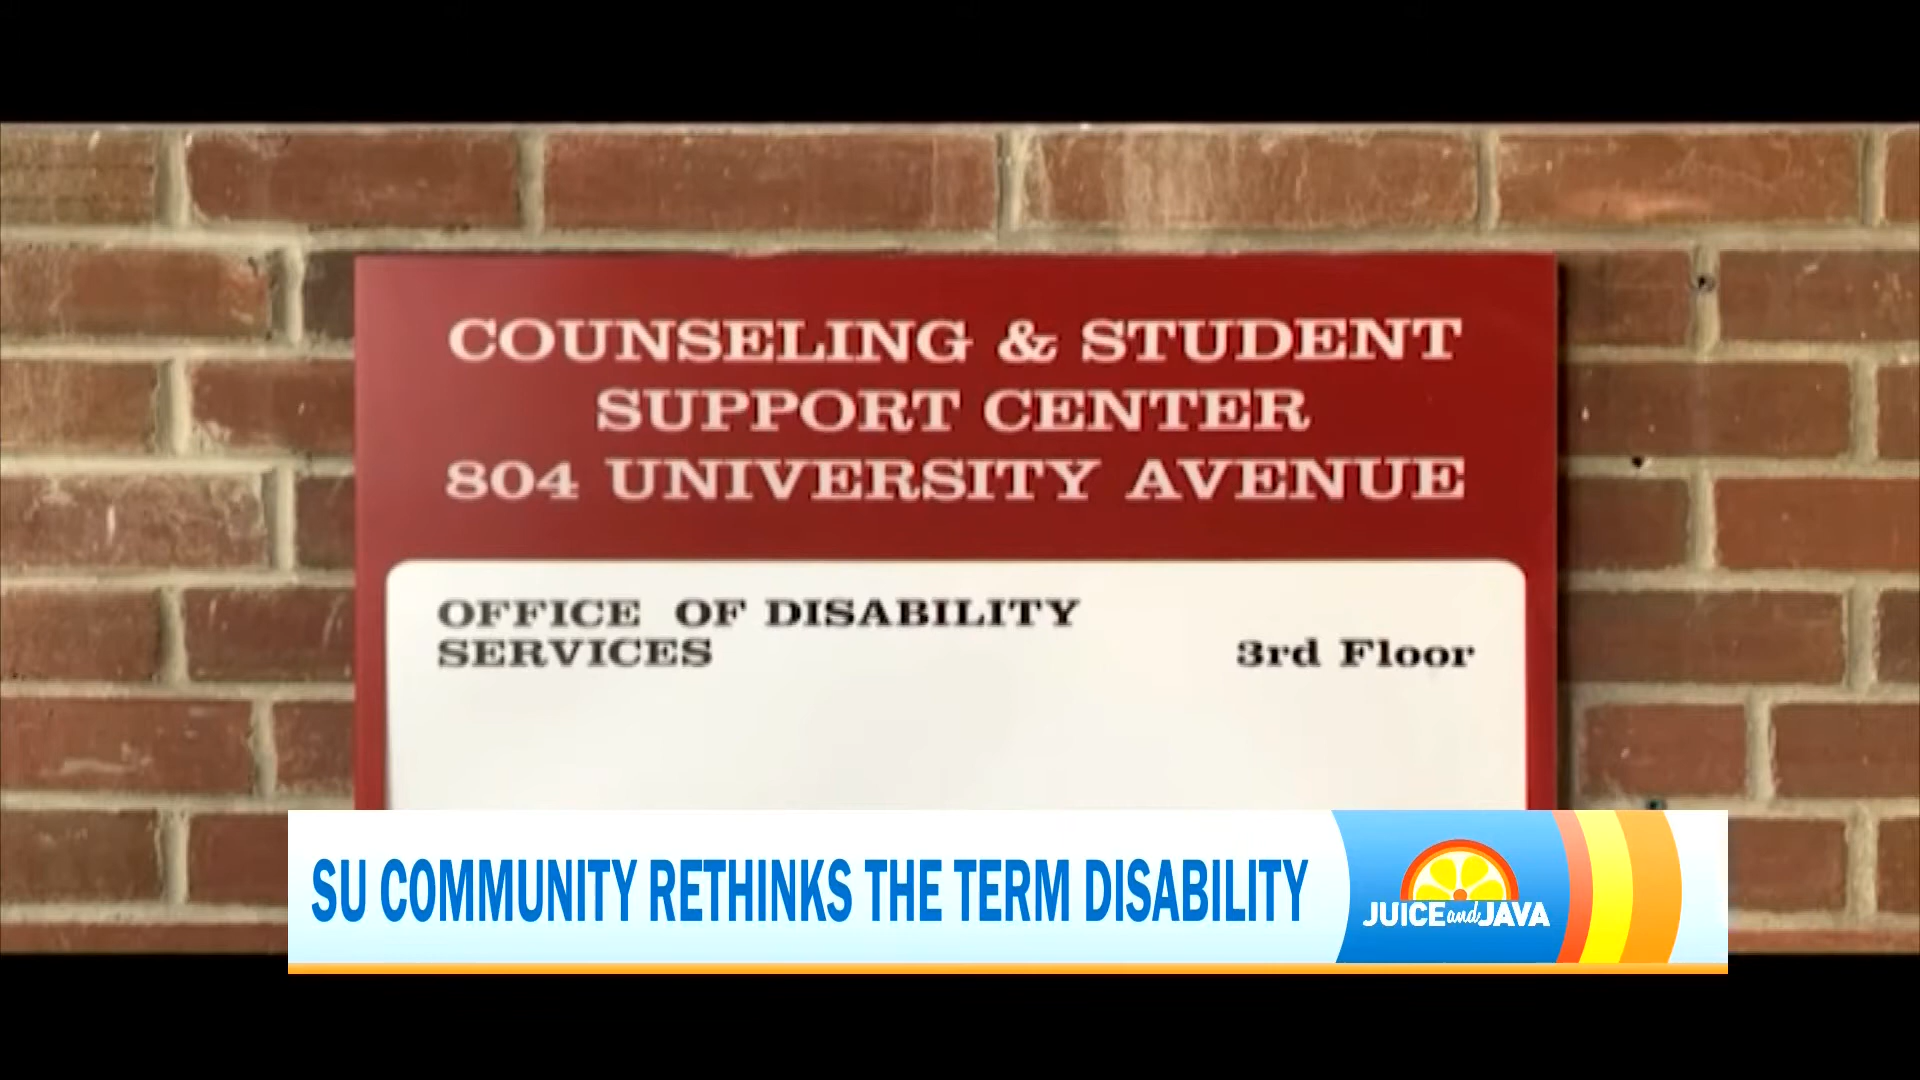 COUNSELING & STUDENT
SUPPORT CENTER
804 UNIVERSITY AVENUE
OFFICE OF DISABILITY
SERVICES 3rd Floor
SU COMMUNITY RETHINKS THE TERM DISABILITY
JUICE and JAVA